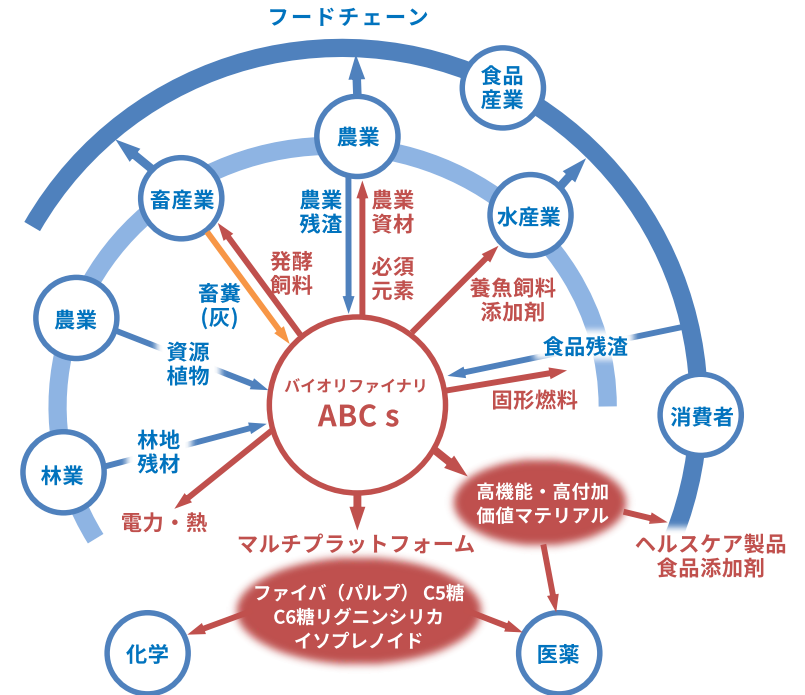 フードチェーン
食品
産業
農業
畜産業
水産業
農業
残渣
農業
資材
必須
元素
発酵
飼料
畜糞
(灰)
養魚飼料
添加剤
農業
資源
植物
食品残渣
バイオリファイナリ
ABC s
固形燃料
消費者
林業
林地
残材
電力・熱
高機能・高付加
価値マテリアル
マルチプラットフォーム
ヘルスケア製品
食品添加剤
ファイバ（パルプ） C5糖
C6糖リグニンシリカ
イソプレノイド
化学
医薬